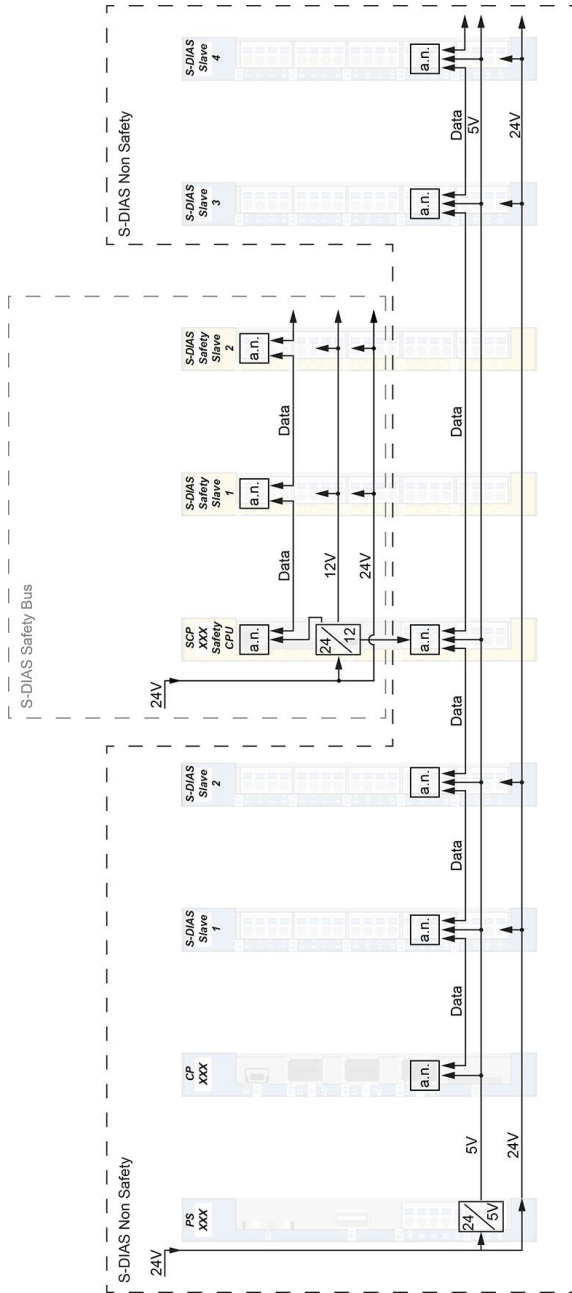 S-DIAS Safety Bus
S-DIAS Non Safety
S-DIAS Non Safety
24V
24V
PS
XXX
CP
XXX
S-DIAS
Slave
1
S-DIAS
Slave
2
SCP
XXX
Safety
CPU
S-DIAS
Safety
Slave
1
S-DIAS
Safety
Slave
2
S-DIAS
Slave
3
S-DIAS
Slave
4
a.n.
a.n.
a.n.
Data
Data
24
12
12V
24V
a.n.
a.n.
a.n.
a.n.
a.n.
a.n.
Data
Data
Data
Data
Data
24
5V
5V
5V
24V
24V